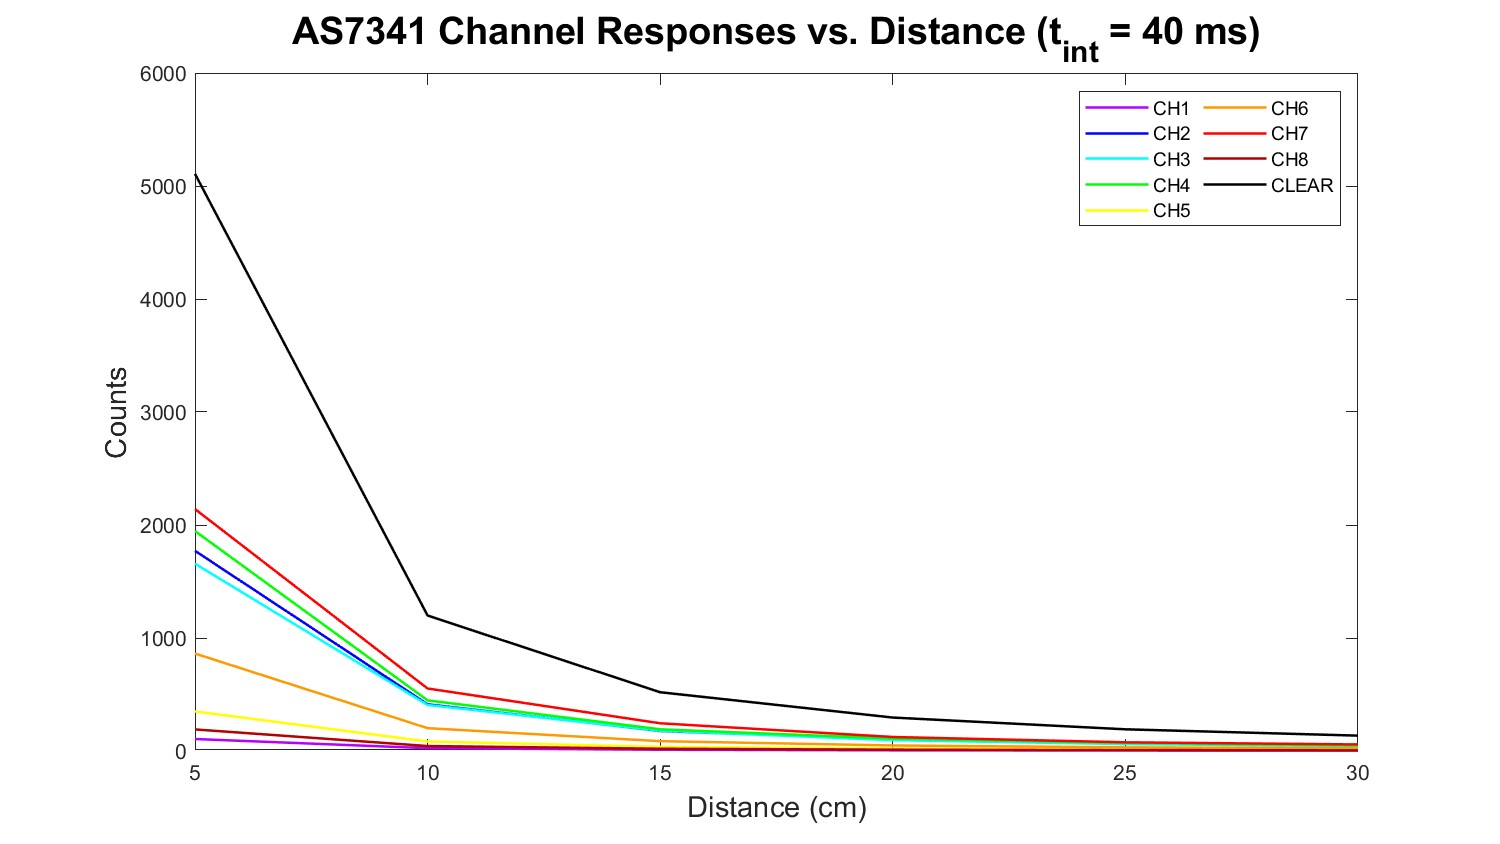 AS7341 Channel Responses vs. Distance (t_int = 40 ms)
6000
5000
4000
3000
2000
1000
0
Counts
CH1
CH2
CH3
CH4
CH5
CH6
CH7
CH8
CLEAR
5 10 15 20 25 30
Distance (cm)